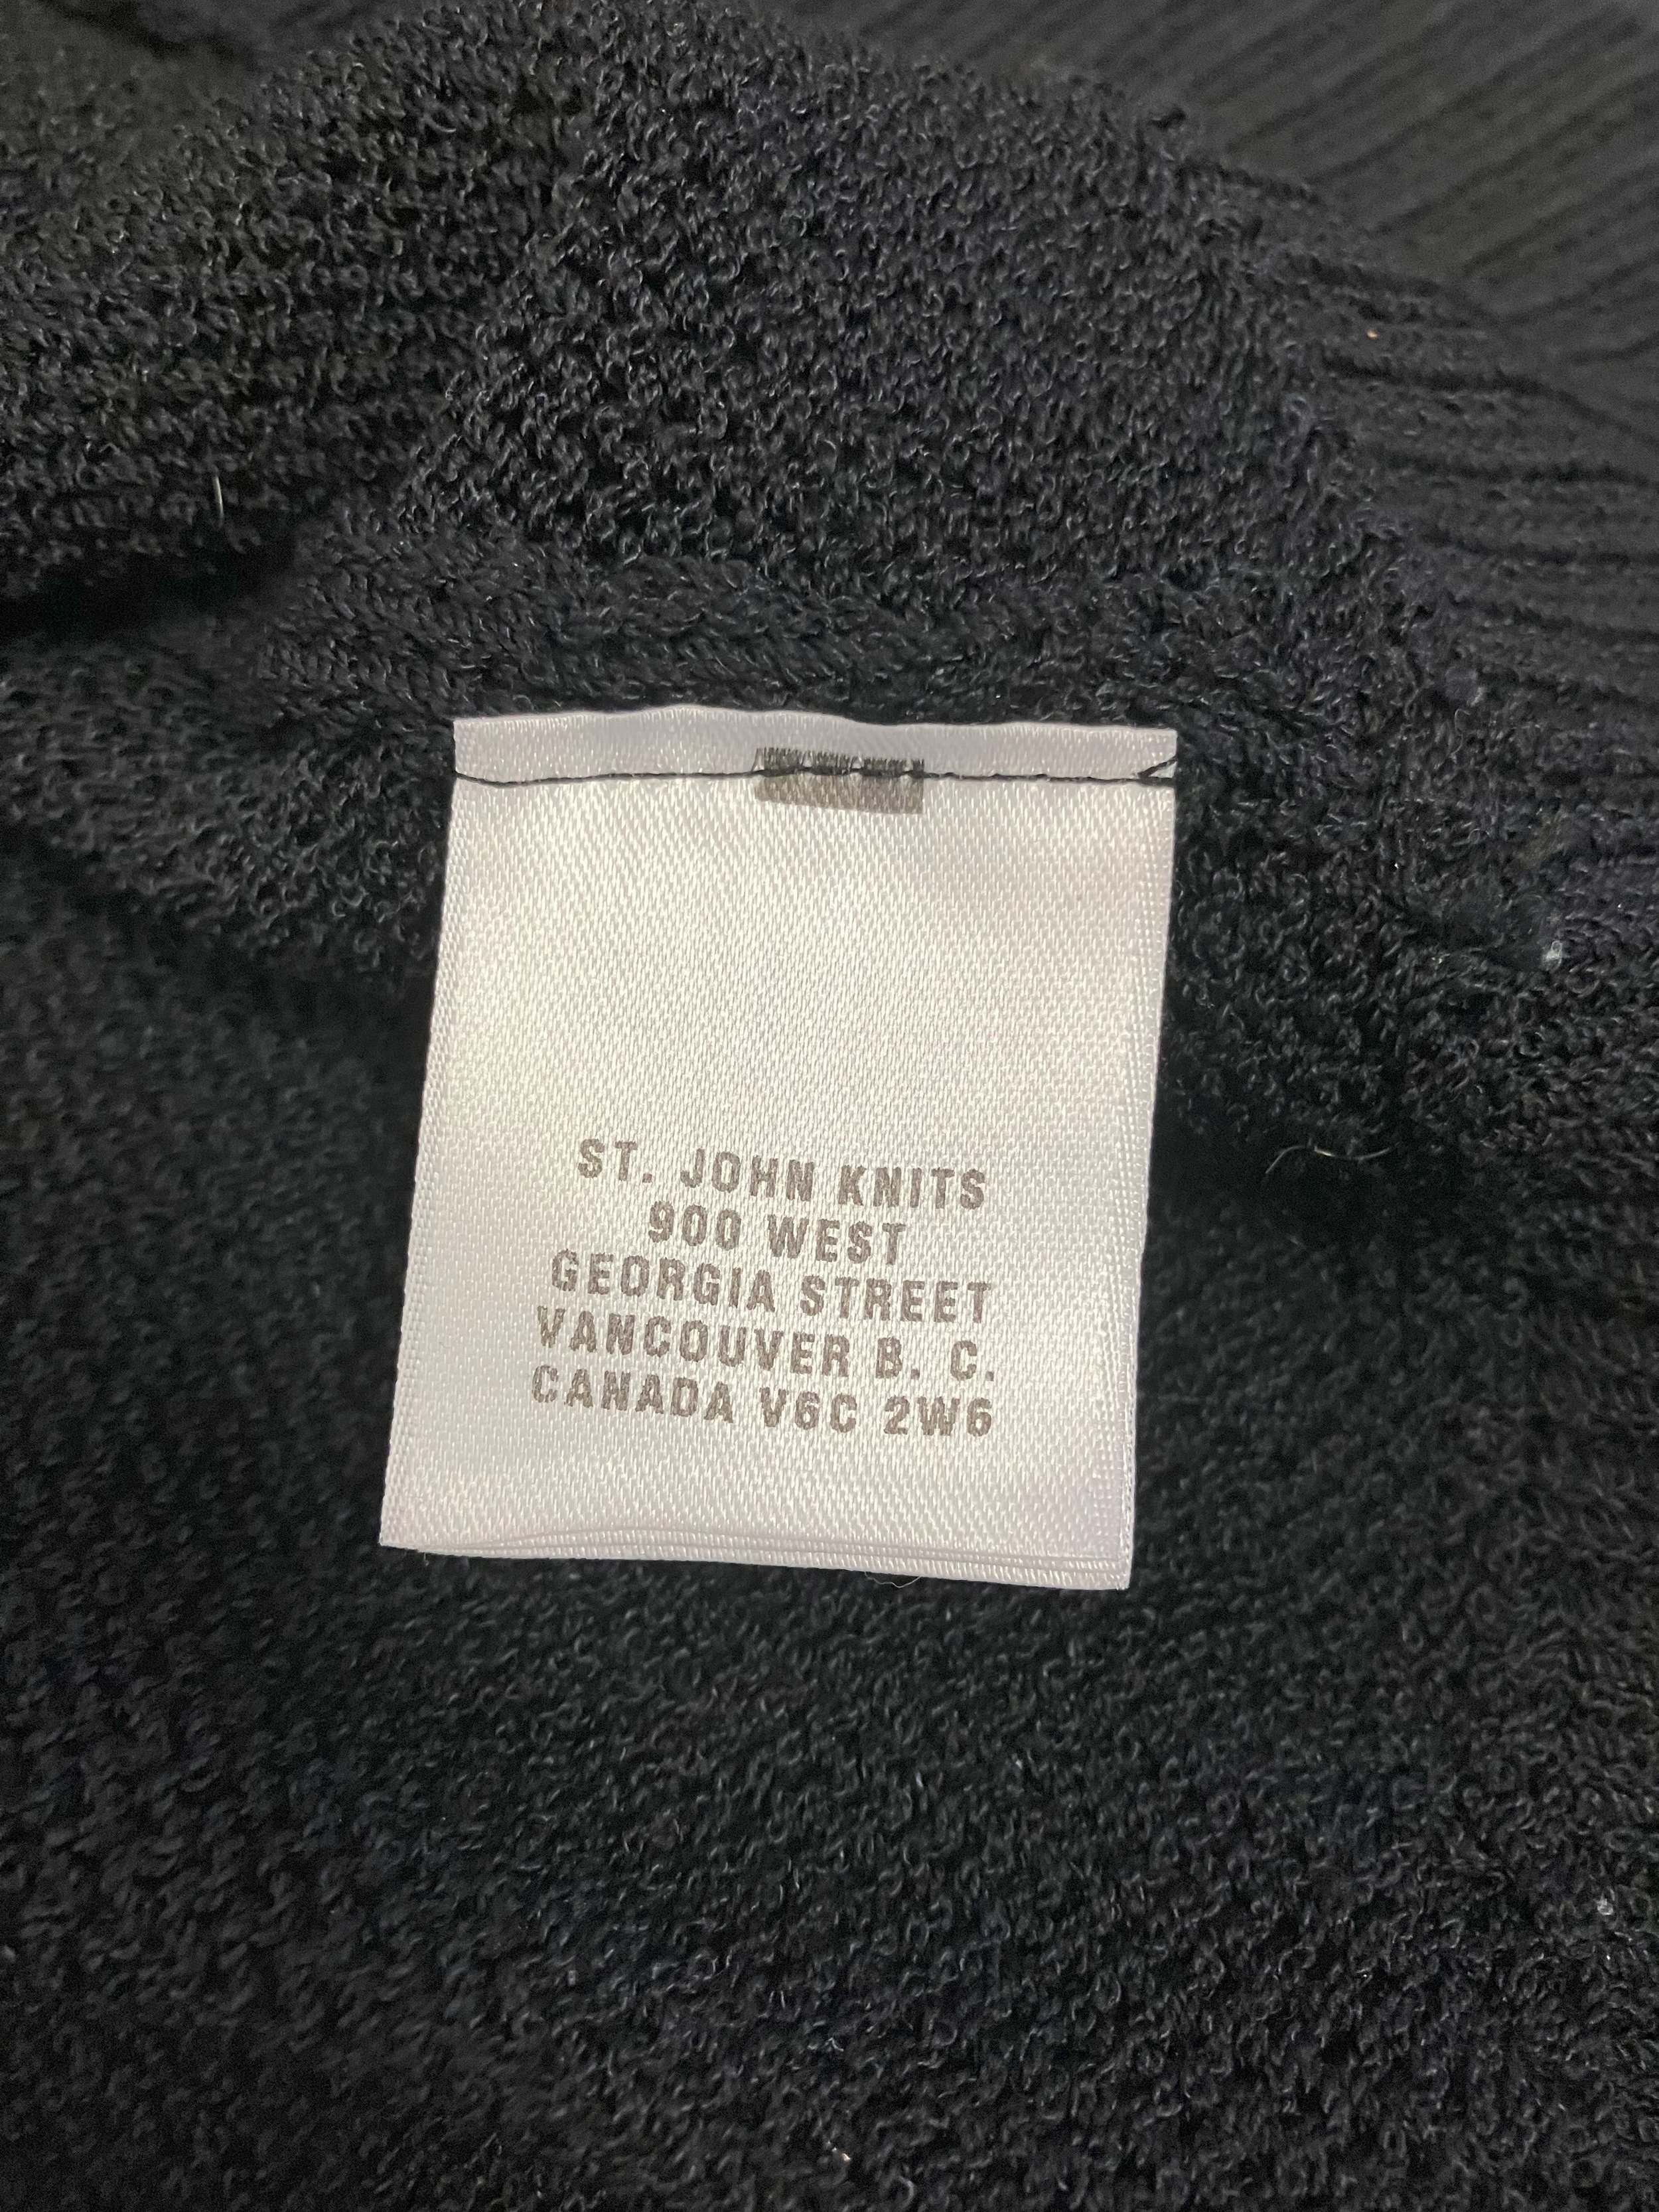 ST. JOHN KNITS
900 WEST
GEORGIA STREET
VANCOUVER B. C.
CANADA V6C 2W6